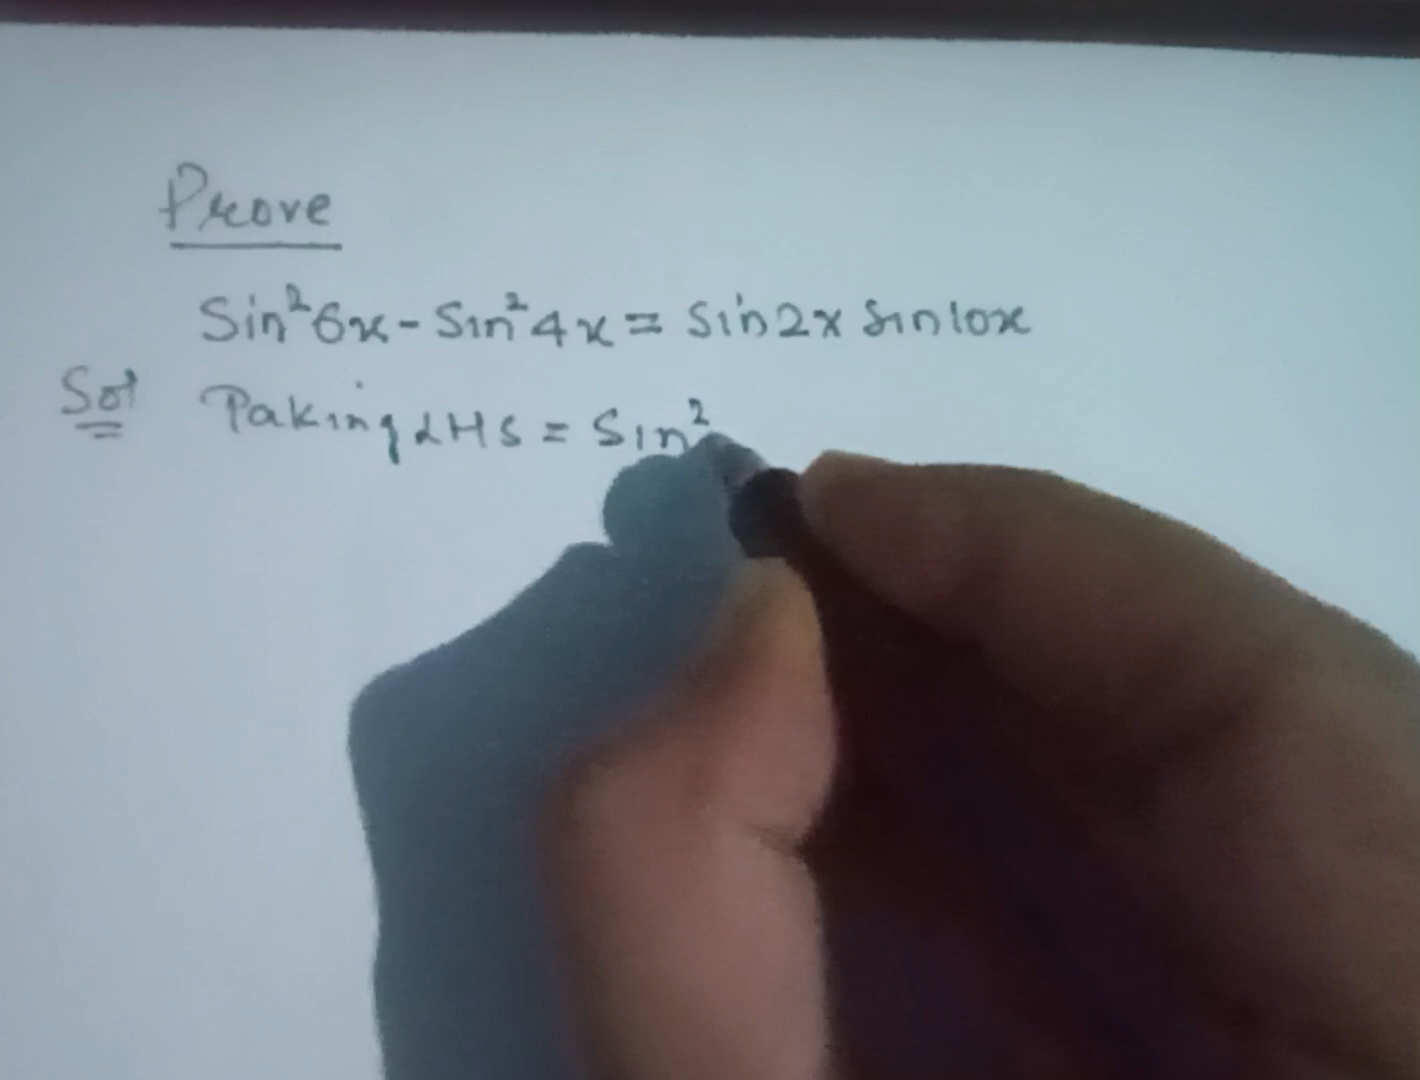 Prove
Sin²6x - Sin²4x = Sin2x Sin10x
Sol Taking LHS = Sin²